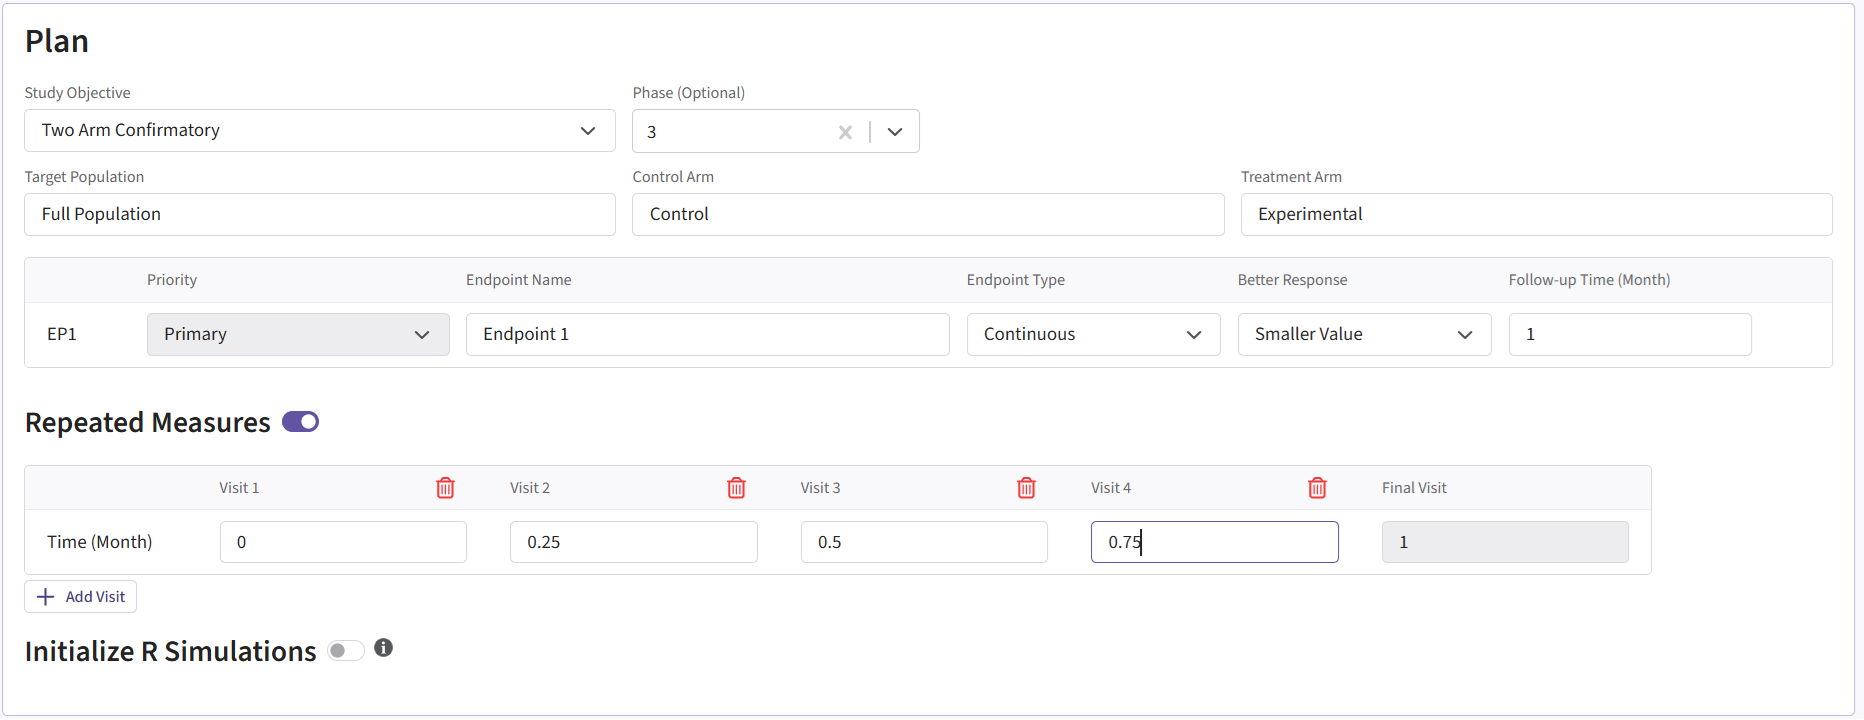 Plan
Study Objective Phase (Optional)
Two Arm Confirmatory 3
Target Population Control Arm Treatment Arm
Full Population Control Experimental
Priority Endpoint Name Endpoint Type Better Response Follow-up Time (Month)
EP1 Primary Endpoint 1 Continuous Smaller Value 1
Repeated Measures
Visit 1 Visit 2 Visit 3 Visit 4 Final Visit
Time (Month) 0 0.25 0.5 0.75 1
Add Visit
Initialize R Simulations